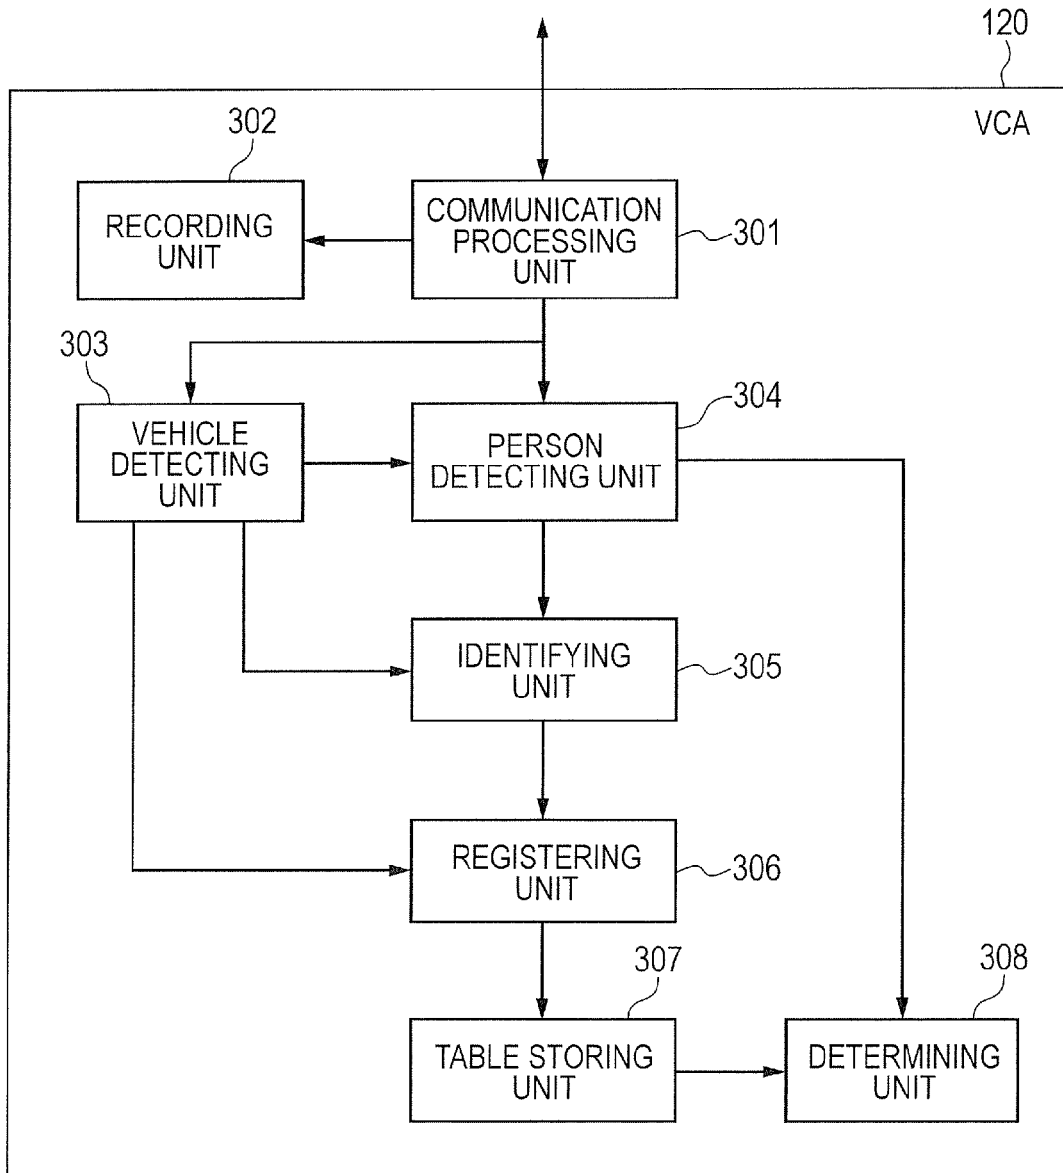 120
VCA
302
RECORDING
UNIT
COMMUNICATION
PROCESSING
UNIT
301
303
VEHICLE
DETECTING
UNIT
304
PERSON
DETECTING UNIT
IDENTIFYING
UNIT
305
REGISTERING
UNIT
306
307
TABLE STORING
UNIT
308
DETERMINING
UNIT